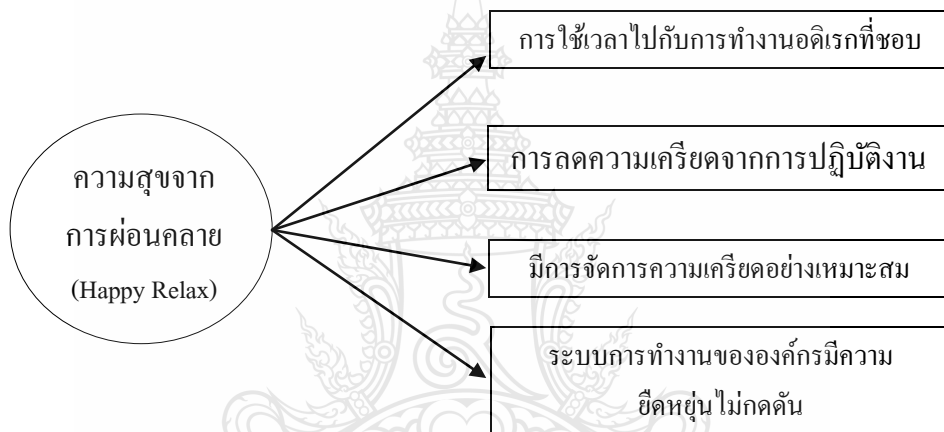 การใช้เวลาไปกับการทำงานอดิเรกที่ชอบ
การลดความเครียดจากการปฏิบัติงาน
ความสุขจาก
การผ่อนคลาย
(Happy Relax)
มีการจัดการความเครียดอย่างเหมาะสม
ระบบการทำงานขององค์กรมีความ
ยืดหยุ่นไม่กดดัน